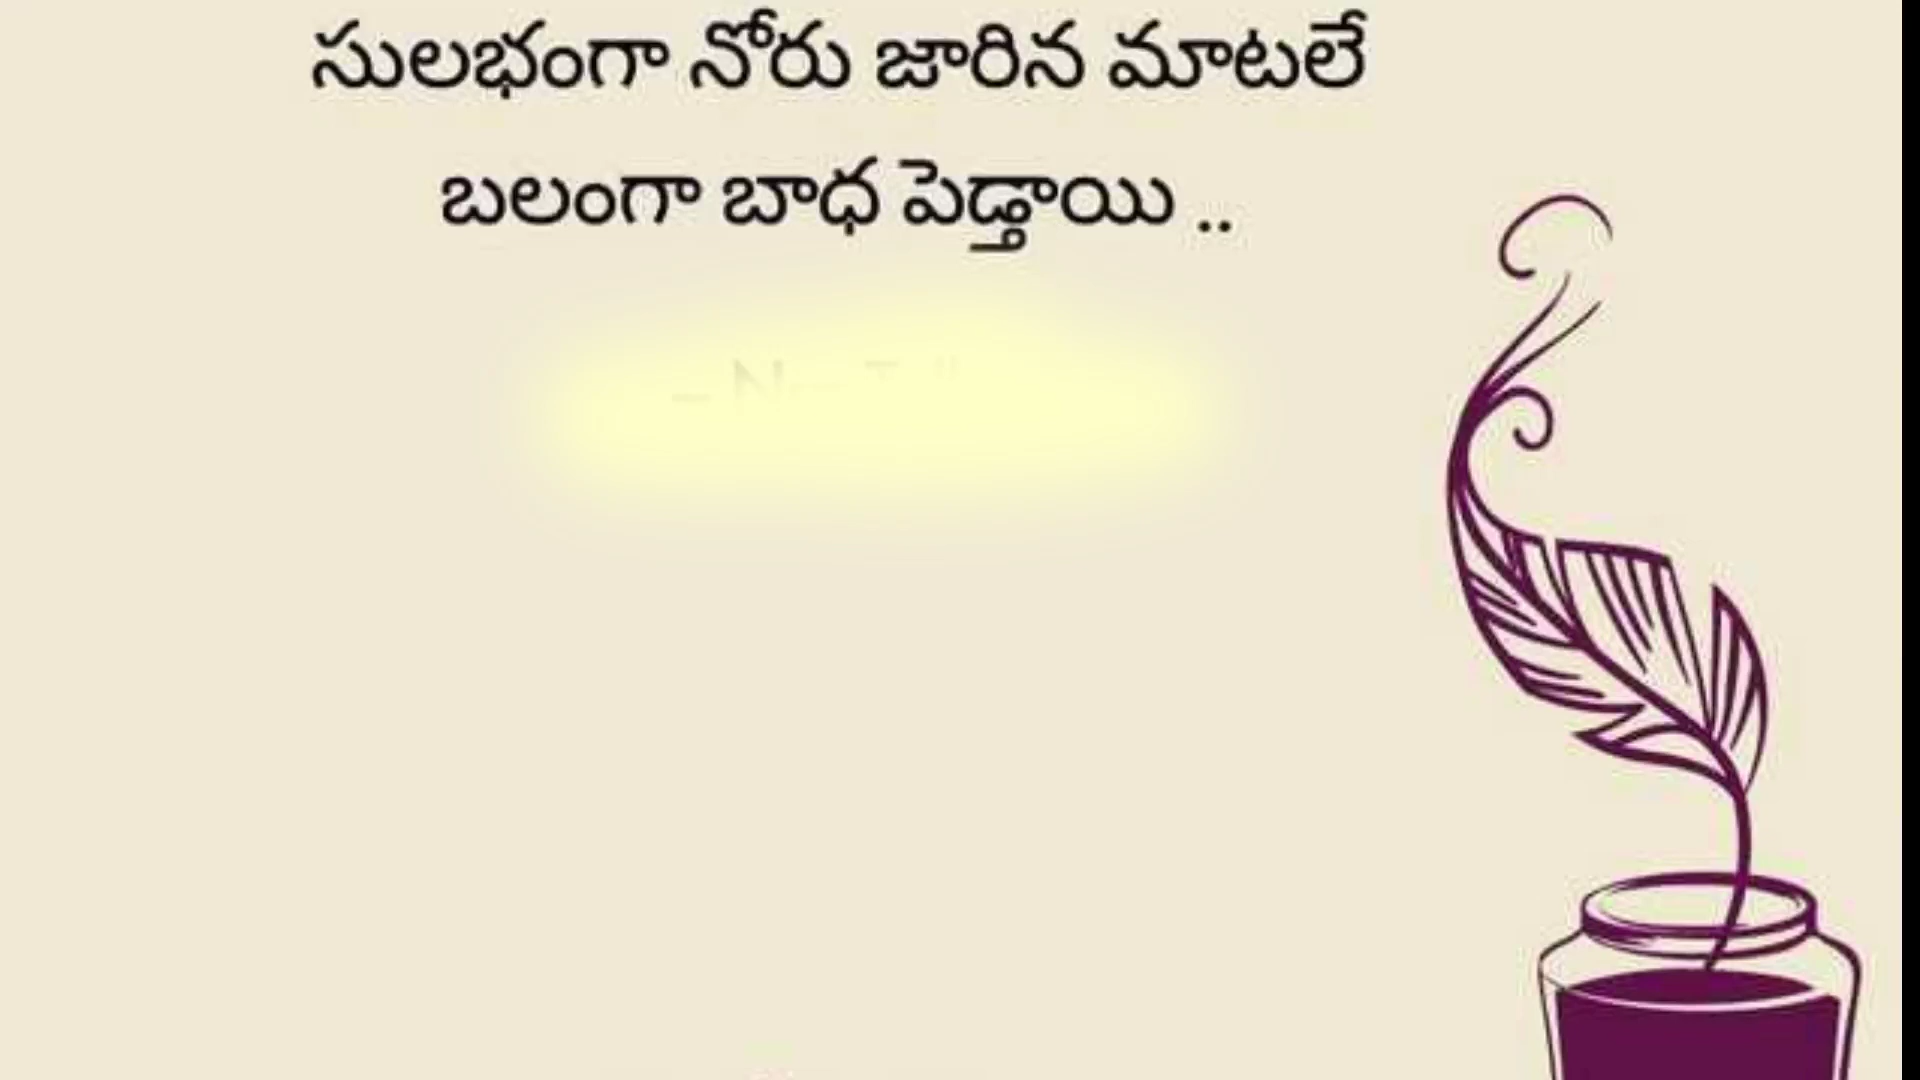 సులభంగా నోరు జారిన మాటలే
బలంగా బాధ పెడ్తాయి ..